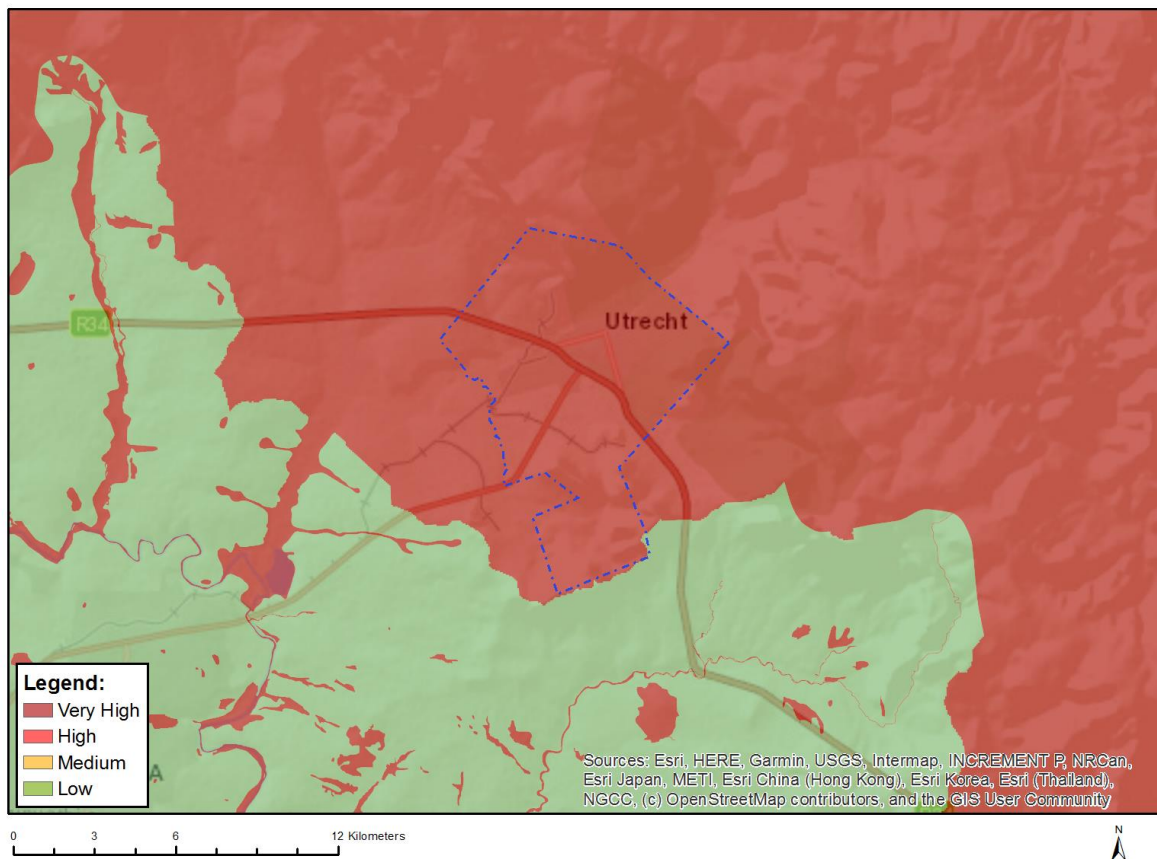 R34
Utrecht
Legend:
Very High
High
Medium
Low
A
Sources: Esri, HERE, Garmin, USGS, Intermap, INCREMENT P, NRCan,
Esri Japan, METI, Esri China (Hong Kong), Esri Korea, Esri (Thailand),
NGCC, (c) OpenStreetMap contributors, and the GIS User Community
0 3 6 12 Kilometers
N